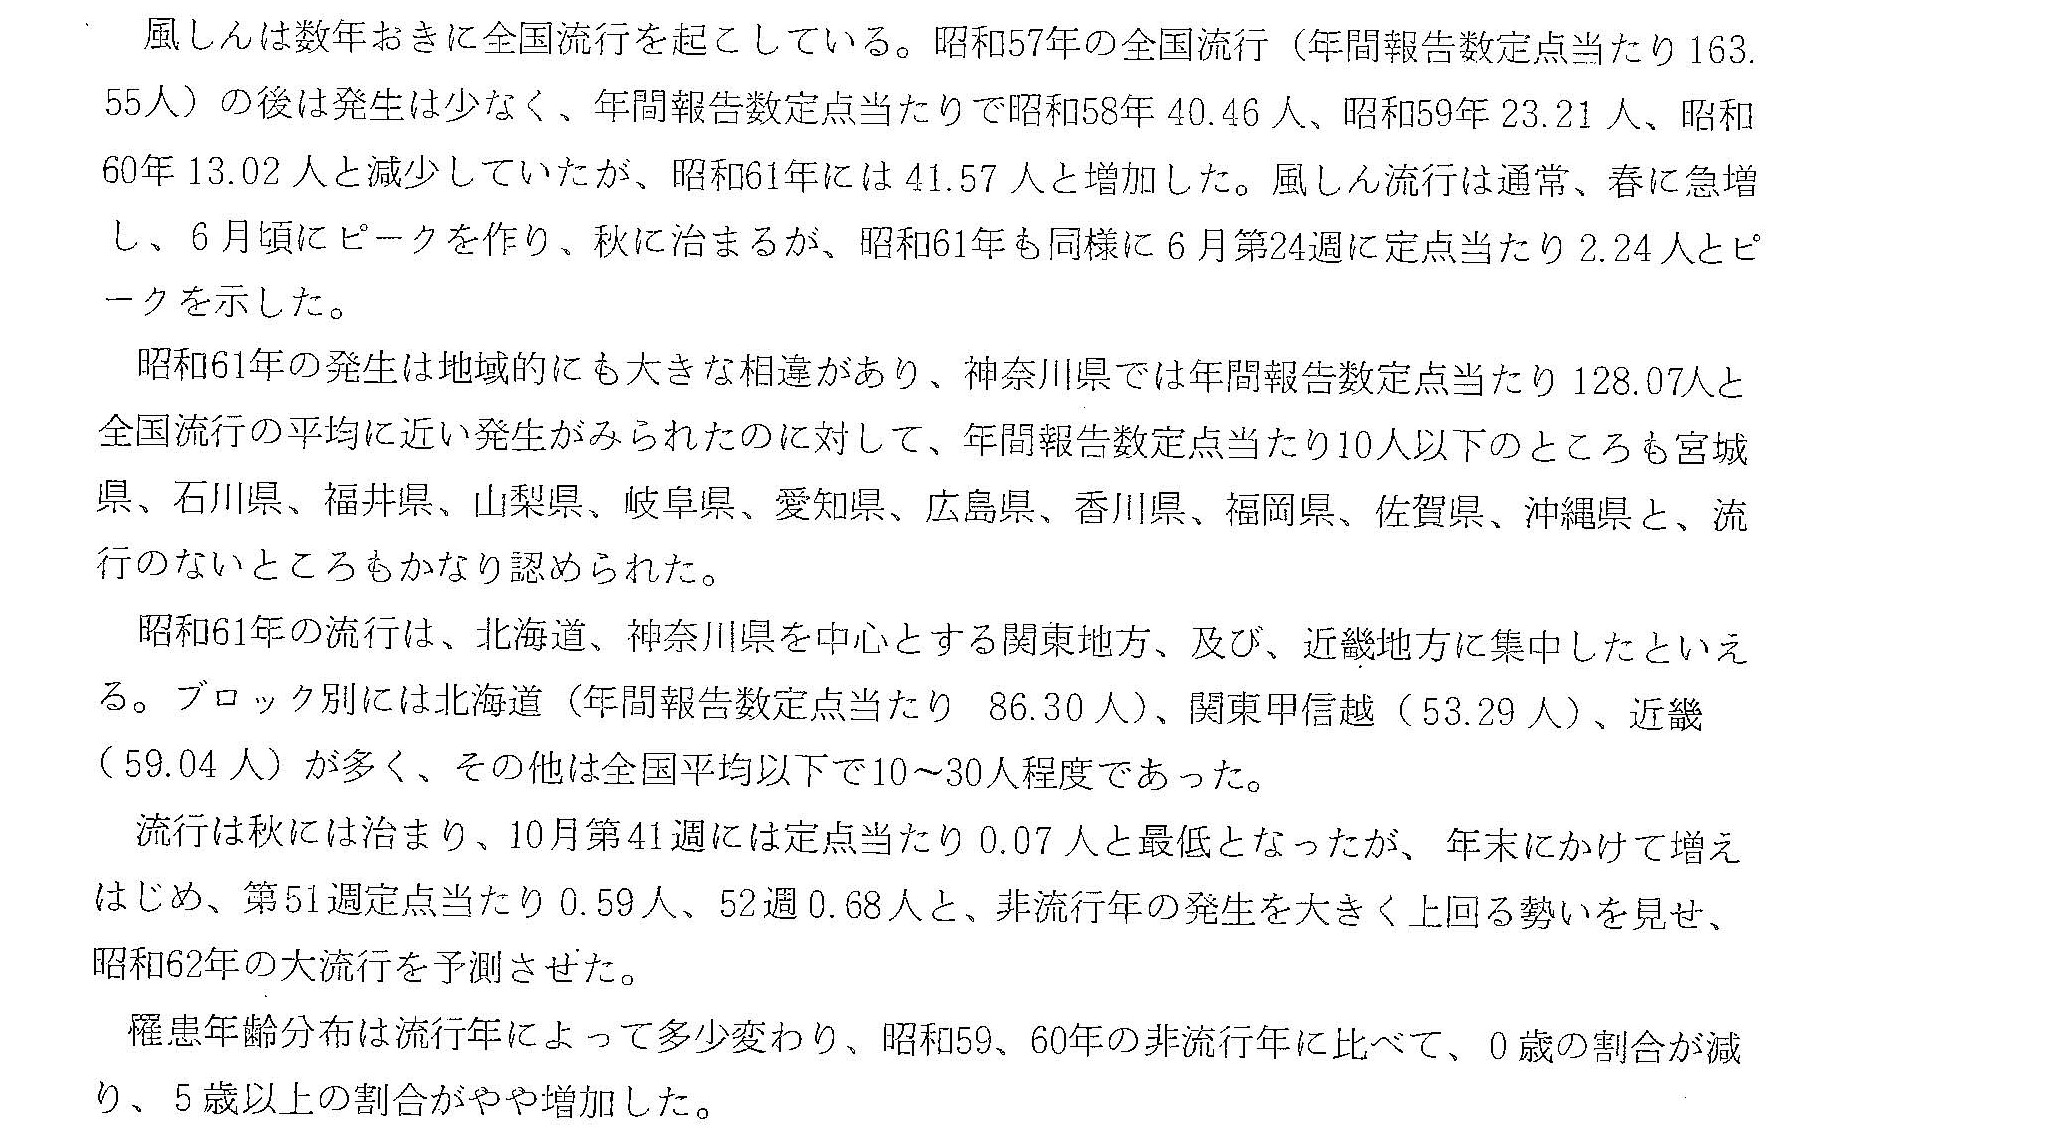 風しんは数年おきに全国流行を起こしている。昭和57年の全国流行（年間報告数定点当たり163.
55人）の後は発生は少なく、年間報告数定点当たりで昭和58年 40.46 人、昭和59年 23.21 人、昭和
60年 13.02 人と減少していたが、昭和61年には 41.57 人と増加した。風しん流行は通常、春に急増
し、6月頃にピークを作り、秋に治まるが、昭和61年も同様に6月第24週に定点当たり 2.24 人とピ
ークを示した。
昭和61年の発生は地域的にも大きな相違があり、神奈川県では年間報告数定点当たり 128.07人と
全国流行の平均に近い発生がみられたのに対して、年間報告数定点当たり10人以下のところも宮城
県、石川県、福井県、山梨県、岐阜県、愛知県、広島県、香川県、福岡県、佐賀県、沖縄県と、流
行のないところもかなり認められた。
昭和61年の流行は、北海道、神奈川県を中心とする関東地方、及び、近畿地方に集中したといえ
る。ブロック別には北海道（年間報告数定点当たり 86.30 人）、関東甲信越（53.29 人）、近畿
（59.04 人）が多く、その他は全国平均以下で10～30人程度であった。
流行は秋には治まり、10月第41週には定点当たり 0.07 人と最低となったが、年末にかけて増え
はじめ、第51週定点当たり 0.59人、52週0.68人と、非流行年の発生を大きく上回る勢いを見せ、
昭和62年の大流行を予測させた。
罹患年齢分布は流行年によって多少変わり、昭和59、60年の非流行年に比べて、0歳の割合が減
り、5歳以上の割合がやや増加した。